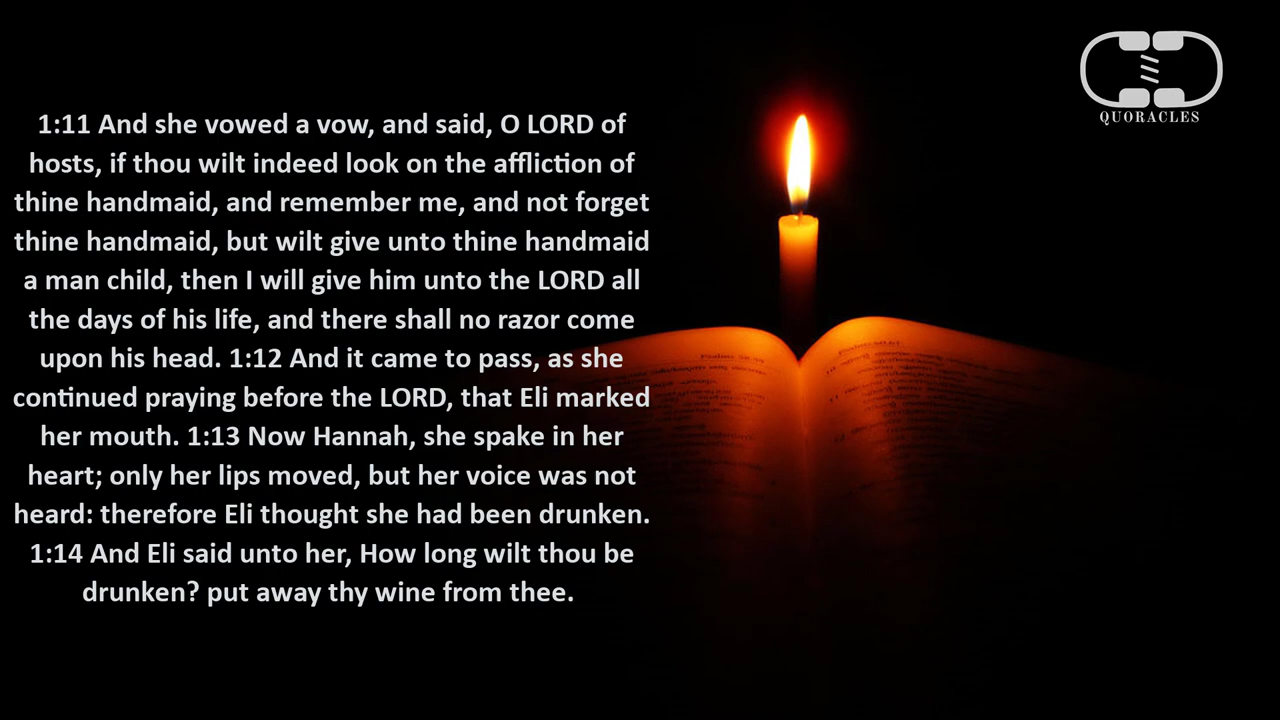 QUORACLES
1:11 And she vowed a vow, and said, O LORD of
hosts, if thou wilt indeed look on the affliction of
thine handmaid, and remember me, and not forget
thine handmaid, but wilt give unto thine handmaid
a man child, then I will give him unto the LORD all
the days of his life, and there shall no razor come
upon his head. 1:12 And it came to pass, as she
continued praying before the LORD, that Eli marked
her mouth. 1:13 Now Hannah, she spake in her
heart; only her lips moved, but her voice was not
heard: therefore Eli thought she had been drunken.
1:14 And Eli said unto her, How long wilt thou be
drunken? put away thy wine from thee.